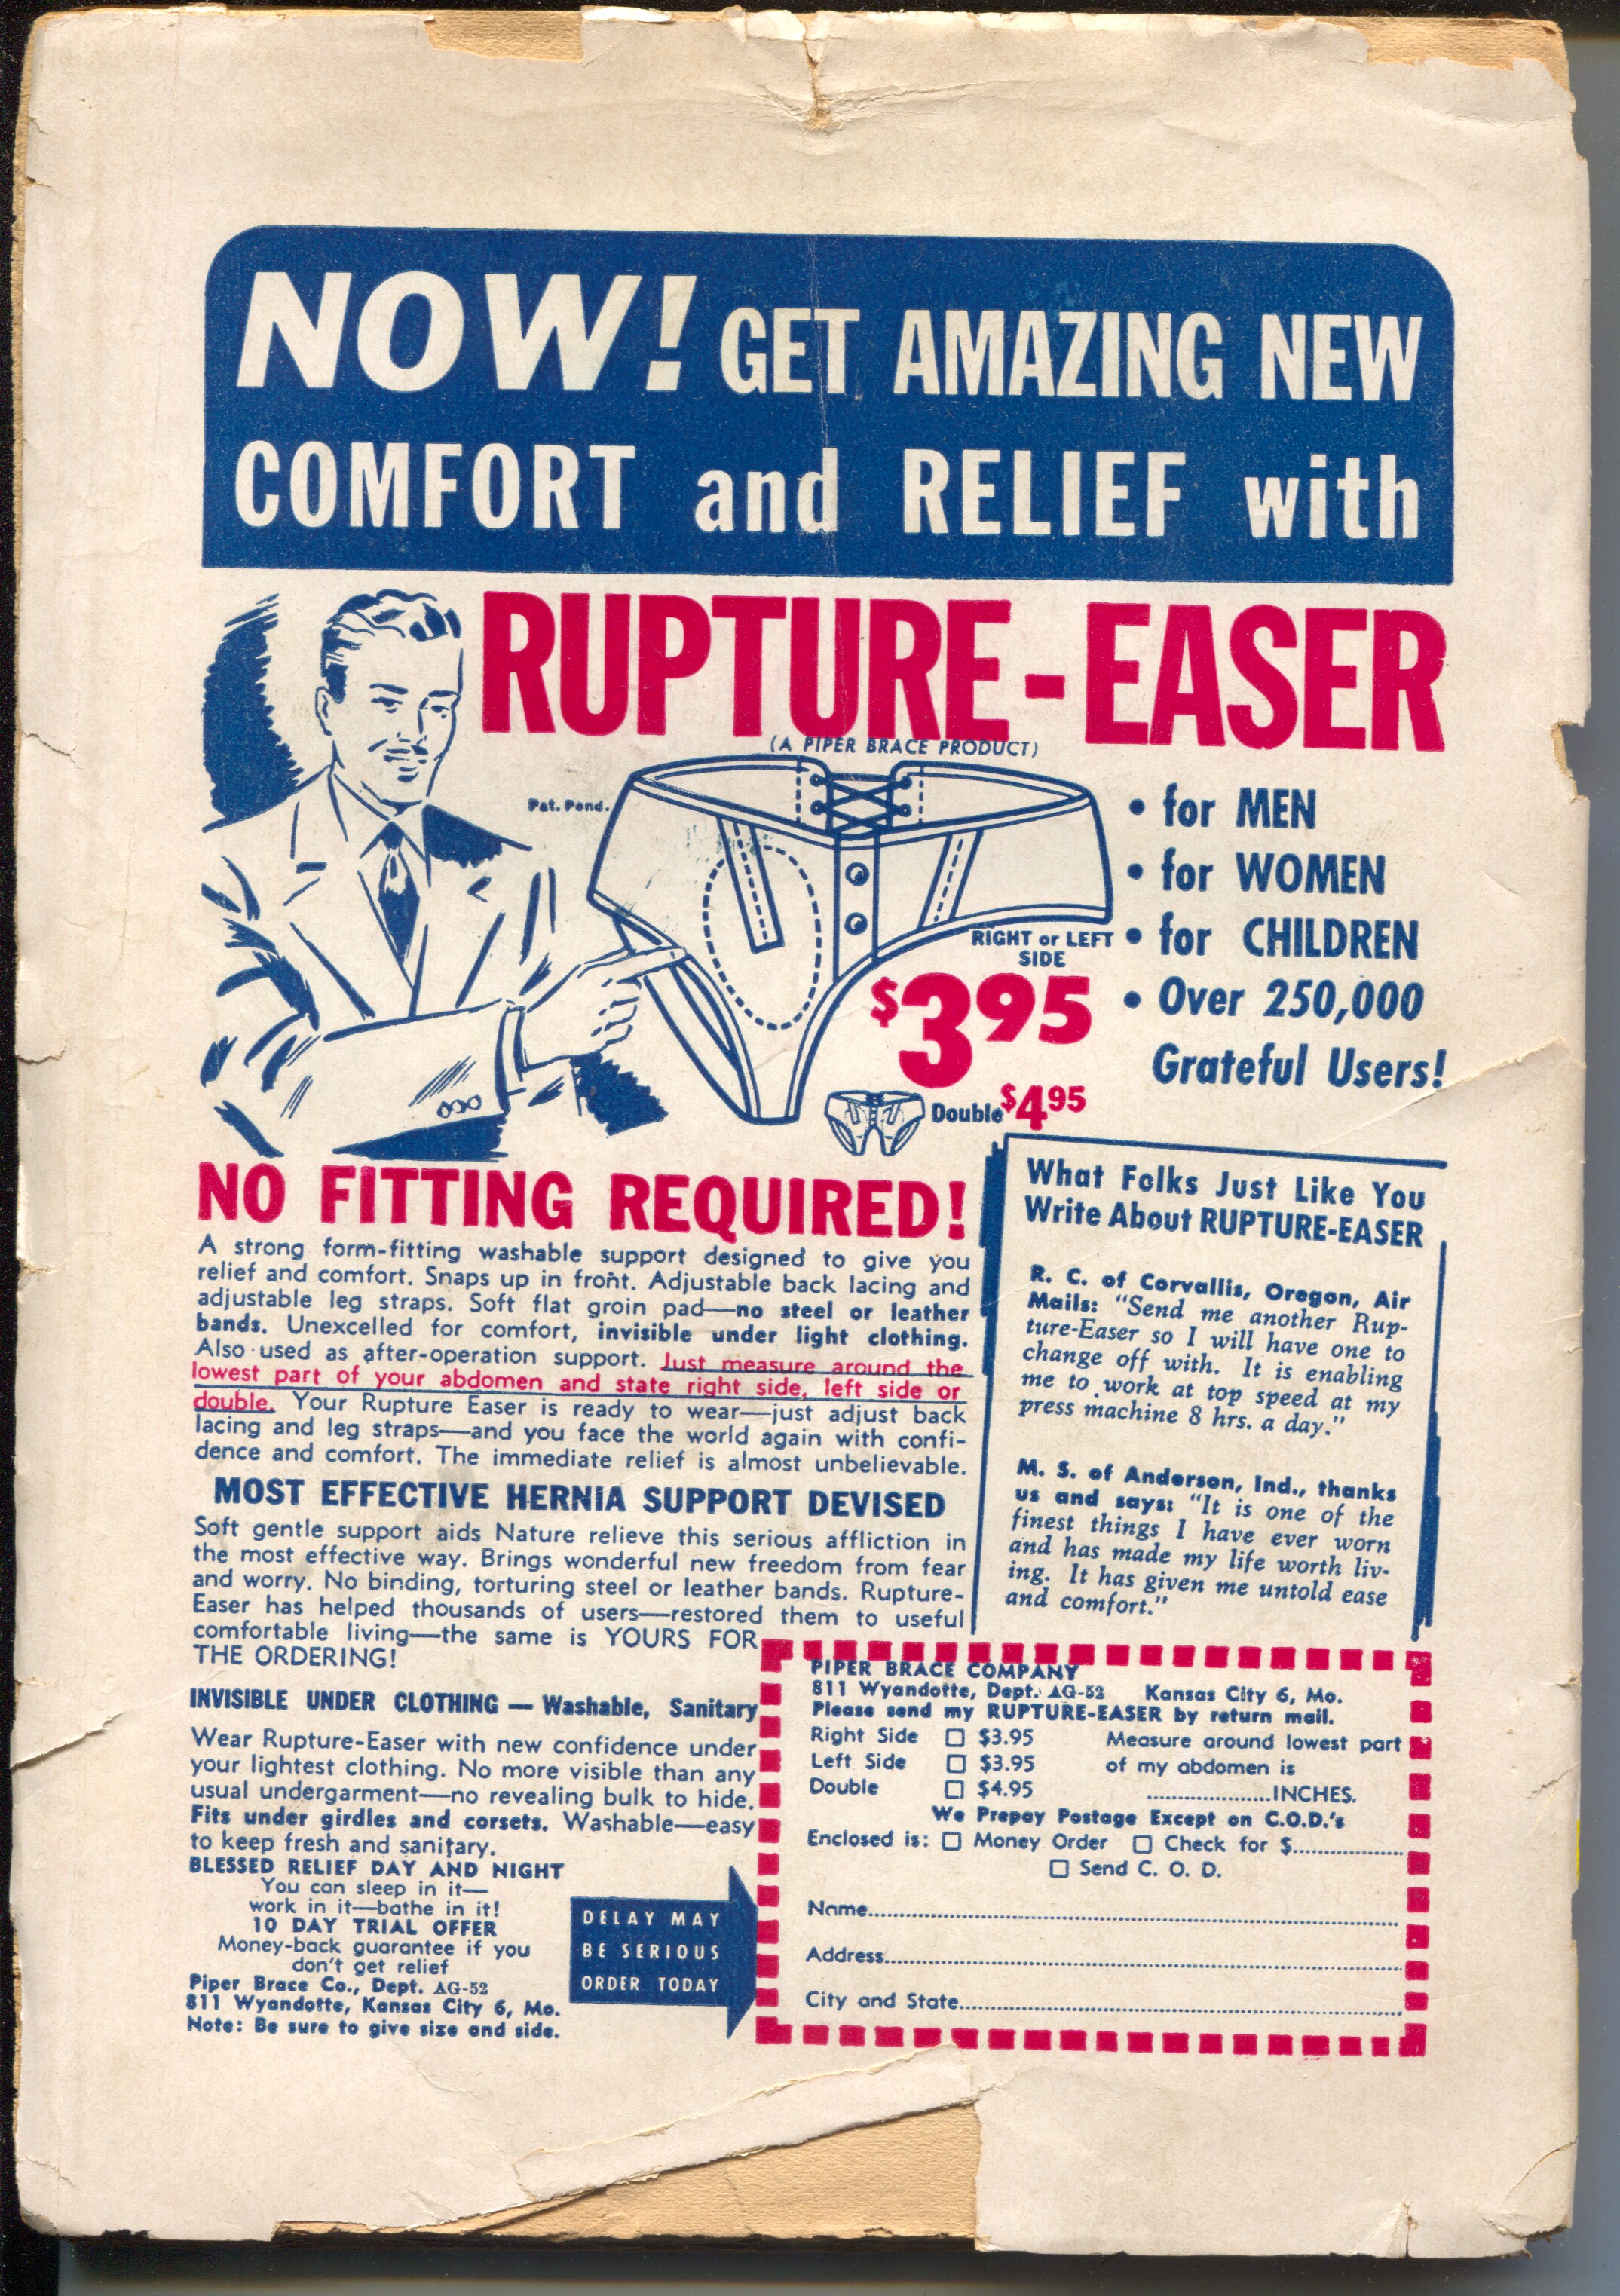 NOW! GET AMAZING NEW
COMFORT and RELIEF with
RUPTURE-EASER
(A PIPER BRACE PRODUCT)
Pat. Pend.
• for MEN
• for WOMEN
• for CHILDREN
• Over 250,000
Grateful Users!
RIGHT or LEFT
SIDE
$3.95
Double $4.95
NO FITTING REQUIRED!
A strong form-fitting washable support designed to give you
relief and comfort. Snaps up in front. Adjustable back lacing and
adjustable leg straps. Soft flat groin pad—no steel or leather
bands. Unexcelled for comfort, invisible under light clothing.
Also used as after-operation support. Just measure around the
lowest part of your abdomen and state right side, left side or
double. Your Rupture Easer is ready to wear—just adjust back
lacing and leg straps—and you face the world again with confi-
dence and comfort. The immediate relief is almost unbelievable.
MOST EFFECTIVE HERNIA SUPPORT DEVISED
Soft gentle support aids Nature relieve this serious affliction in
the most effective way. Brings wonderful new freedom from fear
and worry. No binding, torturing steel or leather bands. Rupture-
Easer has helped thousands of users—restored them to useful
comfortable living—the same is YOURS FOR
THE ORDERING!
INVISIBLE UNDER CLOTHING — Washable, Sanitary
Wear Rupture-Easer with new confidence under
your lightest clothing. No more visible than any
usual undergarment—no revealing bulk to hide.
Fits under girdles and corsets. Washable—easy
to keep fresh and sanitary.
BLESSED RELIEF DAY AND NIGHT
You can sleep in it—
work in it—bathe in it!
10 DAY TRIAL OFFER
Money-back guarantee if you
don't get relief
Piper Brace Co., Dept. AG-52
811 Wyandotte, Kansas City 6, Mo.
Note: Be sure to give size and side.
DELAY MAY
BE SERIOUS
ORDER TODAY
What Folks Just Like You
Write About RUPTURE-EASER
R. C. of Corvallis, Oregon, Air
Mails: "Send me another Rup-
ture-Easer so I will have one to
change off with. It is enabling
me to work at top speed at my
press machine 8 hrs. a day."
M. S. of Anderson, Ind., thanks
us and says: "It is one of the
finest things I have ever worn
and has made my life worth liv-
ing. It has given me untold ease
and comfort."
PIPER BRACE COMPANY
811 Wyandotte, Dept. AG-52 Kansas City 6, Mo.
Please send my RUPTURE-EASER by return mail.
Right Side □ $3.95 Measure around lowest part
Left Side □ $3.95 of my abdomen is
Double □ $4.95 ....................INCHES.
We Prepay Postage Except on C.O.D.'s
Enclosed is: □ Money Order □ Check for $..................
□ Send C. O. D.
Name..................................................
Address..................................................
City and State..................................................